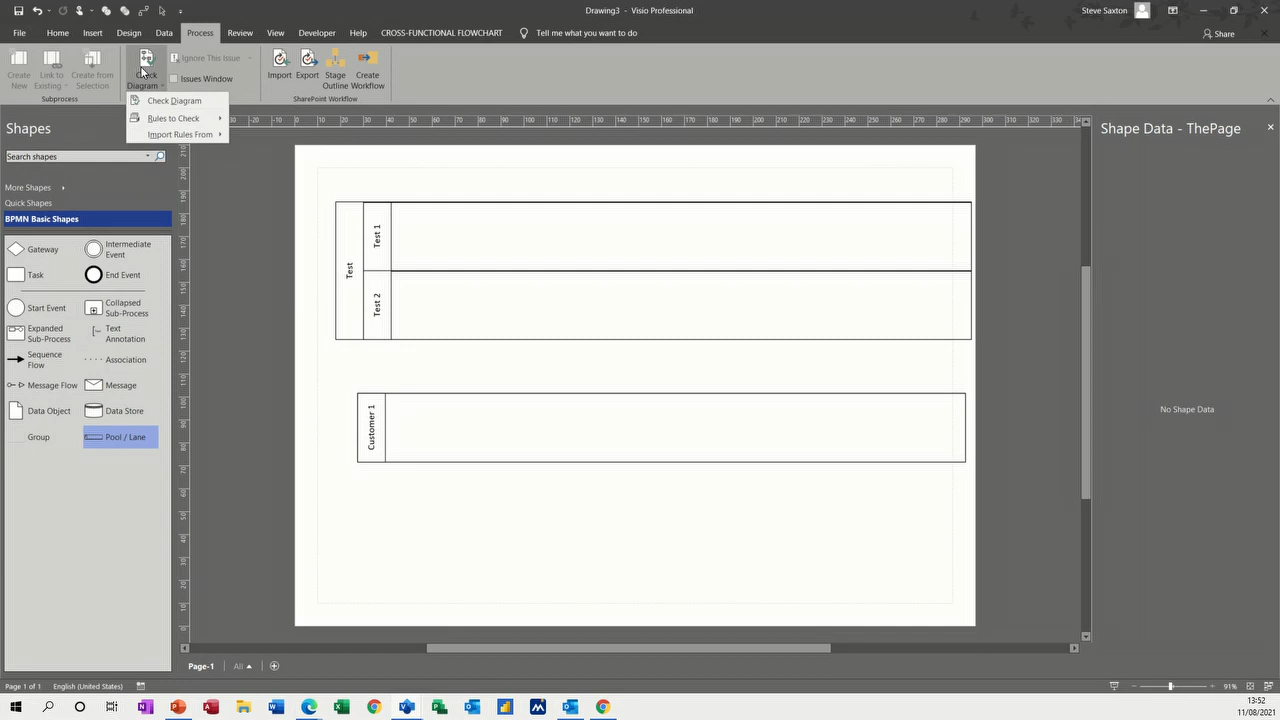 Drawing3 - Visio Professional
Steve Saxton
File Home Insert Draw Design Data Process Review View Developer Help CROSS-FUNCTIONAL FLOWCHART Tell me what you want to do
Share
Create New
Link to Existing
Create from Selection
Subprocess
Check Diagram
Ignore This Issue
Issues Window
Import
Export
Stage Outline
Create Workflow
SharePoint Workflow
Check Diagram
Rules to Check
Import Rules From
Shapes
Search shapes
More Shapes
Quick Shapes
BPMN Basic Shapes
Gateway
Intermediate Event
Task
End Event
Start Event
Collapsed Sub-Process
Expanded Sub-Process
Text Annotation
Sequence Flow
Association
Message Flow
Message
Data Object
Data Store
Group
Pool / Lane
Test
Test 1
Test 2
Customer 1
Shape Data - ThePage
No Shape Data
Page-1
All
Page 1 of 1
English (United States)
91%
13:52
11/08/2021